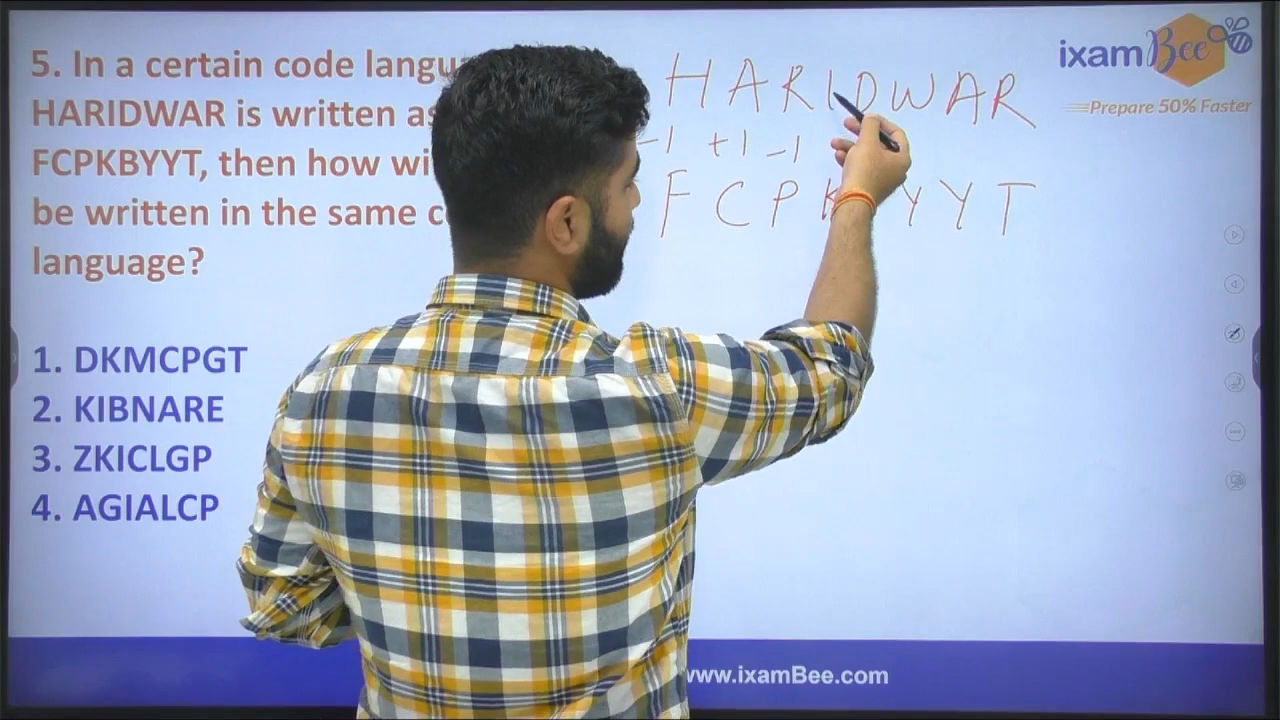 5. In a certain code langu
HARIDWAR is written as
FCPKBYYT, then how wi
be written in the same c
language?
1. DKMCPGT
2. KIBNARE
3. ZKICLGP
4. AGIALCP
HARIDWAR
-1 +1 -1
FCPK YYT
ixamBee
Prepare 50% Faster
www.ixamBee.com